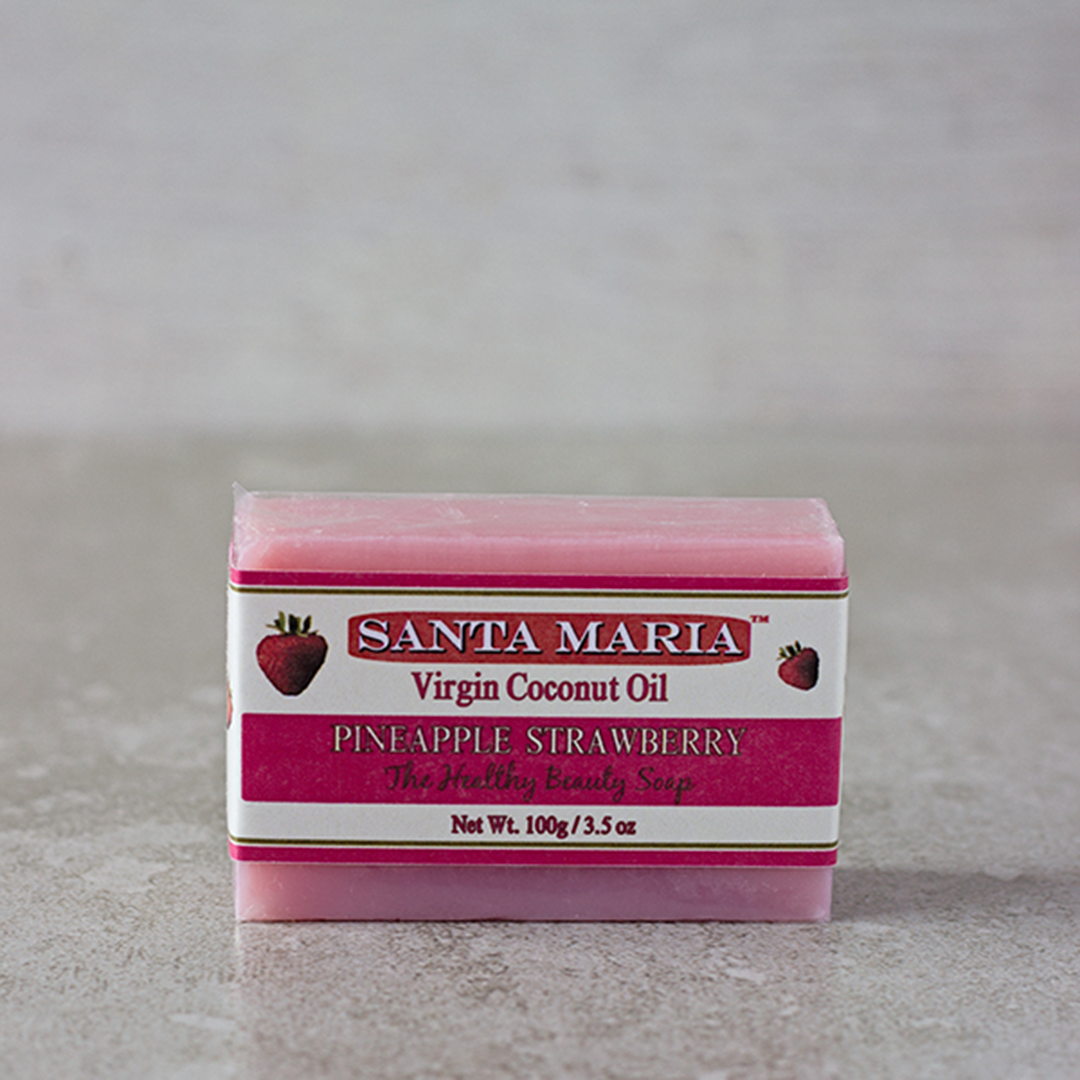 SANTA MARIA™
Virgin Coconut Oil
PINEAPPLE STRAWBERRY
The Healthy Beauty Soap
Net Wt. 100g / 3.5 oz